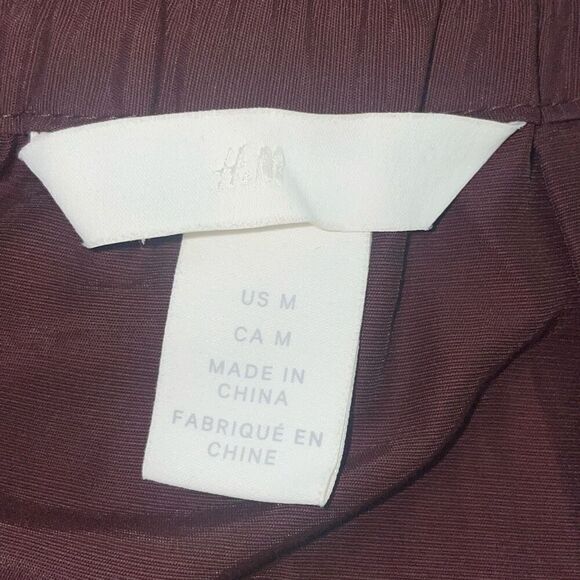 H&M
US M
CA M
MADE IN
CHINA
FABRIQUÉ EN
CHINE